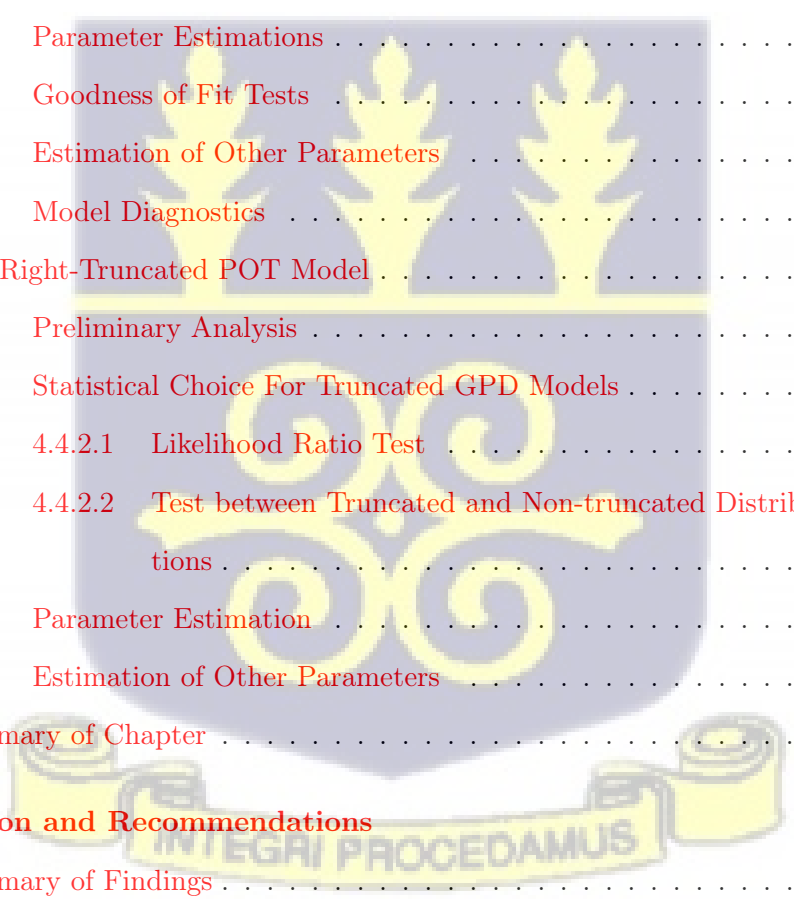 Parameter Estimations . . . . . . . . . . . . . . . .
Goodness of Fit Tests . . . . . . . . . . . . . . . .
Estimation of Other Parameters . . . . . . . . . . . .
Model Diagnostics . . . . . . . . . . . . . . . . . .
Right-Truncated POT Model . . . . . . . . . . . . . .
Preliminary Analysis . . . . . . . . . . . . . . . . .
Statistical Choice For Truncated GPD Models . . . . . .
4.4.2.1 Likelihood Ratio Test . . . . . . . . . . . .
4.4.2.2 Test between Truncated and Non-truncated Distrib
tions . . . . . . . . . . . . . . . . . . . .
Parameter Estimation . . . . . . . . . . . . . . . .
Estimation of Other Parameters . . . . . . . . . . . .
mary of Chapter . . . . . . . . . . . . . . . . . . . .
on and Recommendations
INTEGRI PROCEDAMUS
mary of Findings . . . . . . . . . . . . . . . . . . . .